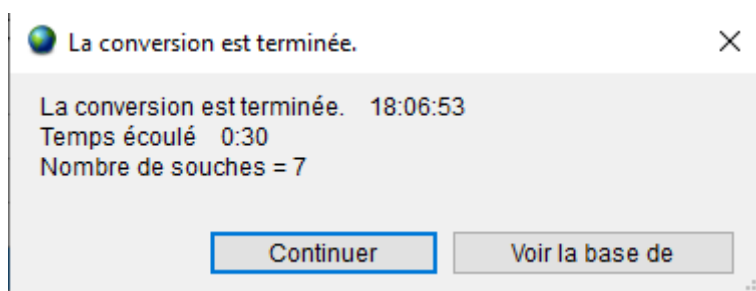 La conversion est terminée.
La conversion est terminée. 18:06:53
Temps écoulé 0:30
Nombre de souches = 7
Continuer
Voir la base de